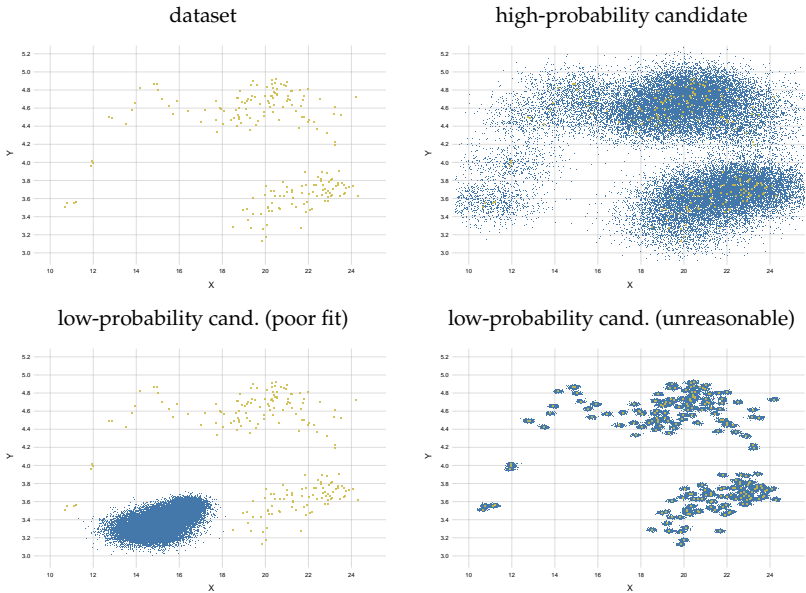 dataset
high-probability candidate
5.2
4.8
4.6
4.4
4.2
4.0
3.8
3.6
3.4
3.2
3.0
Y
10 12 14 16 18 20 22 24
X
5.2
5.0
4.8
4.6
4.4
4.2
4.0
3.8
3.6
3.4
3.2
3.0
Y
10 12 14 16 18 20 22 24
X
low-probability cand. (poor fit)
low-probability cand. (unreasonable)
5.2
5.0
4.8
4.6
4.4
4.2
4.0
3.8
3.6
3.4
3.2
3.0
Y
10 12 14 16 18 20 22 24
X
5.2
5.0
4.8
4.6
4.4
4.2
4.0
3.8
3.6
3.4
3.2
3.0
Y
10 12 14 16 18 20 22 24
X